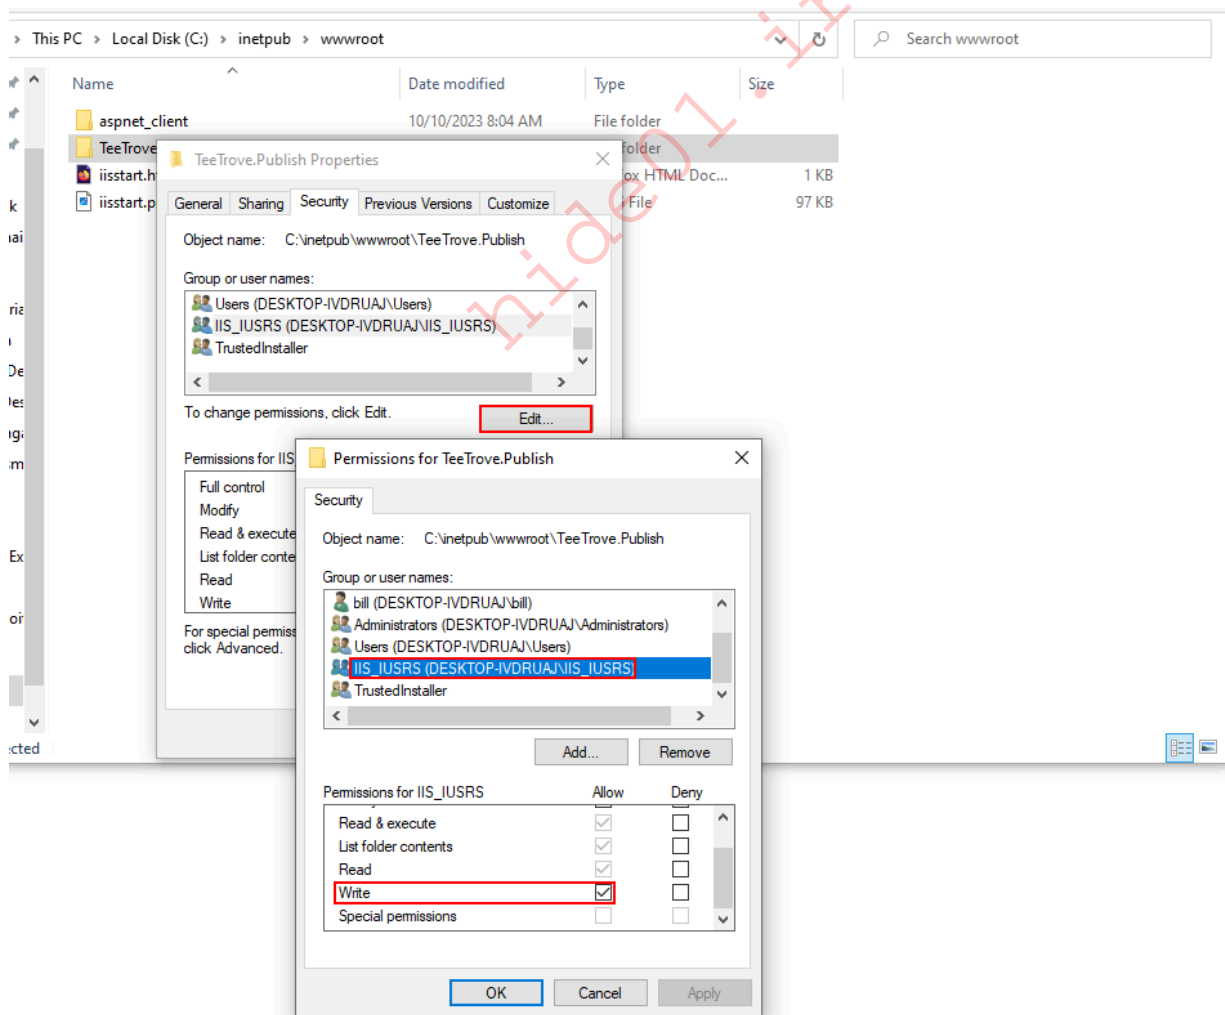 This PC > Local Disk (C:) > inetpub > wwwroot
Search wwwroot
Name
Date modified
Type
Size
aspnet_client
10/10/2023 8:04 AM
File folder
TeeTrove
folder
iisstart.h
ox HTML Doc...
1 KB
iisstart.p
File
97 KB
TeeTrove.Publish Properties
General
Sharing
Security
Previous Versions
Customize
Object name: C:\inetpub\wwwroot\TeeTrove.Publish
Group or user names:
Users (DESKTOP-IVDRUAJ\Users)
IIS_IUSRS (DESKTOP-IVDRUAJ\IIS_IUSRS)
TrustedInstaller
To change permissions, click Edit.
Edit...
Permissions for IIS
Full control
Modify
Read & execute
List folder conte
Read
Write
For special permiss
click Advanced.
Permissions for TeeTrove.Publish
Security
Object name: C:\inetpub\wwwroot\TeeTrove.Publish
Group or user names:
bill (DESKTOP-IVDRUAJ\bill)
Administrators (DESKTOP-IVDRUAJ\Administrators)
Users (DESKTOP-IVDRUAJ\Users)
IIS_IUSRS (DESKTOP-IVDRUAJ\IIS_IUSRS)
TrustedInstaller
Add...
Remove
Permissions for IIS_IUSRS
Allow
Deny
Read & execute
List folder contents
Read
Write
Special permissions
OK
Cancel
Apply
k
ria
De
Ex
cted
hide01.i